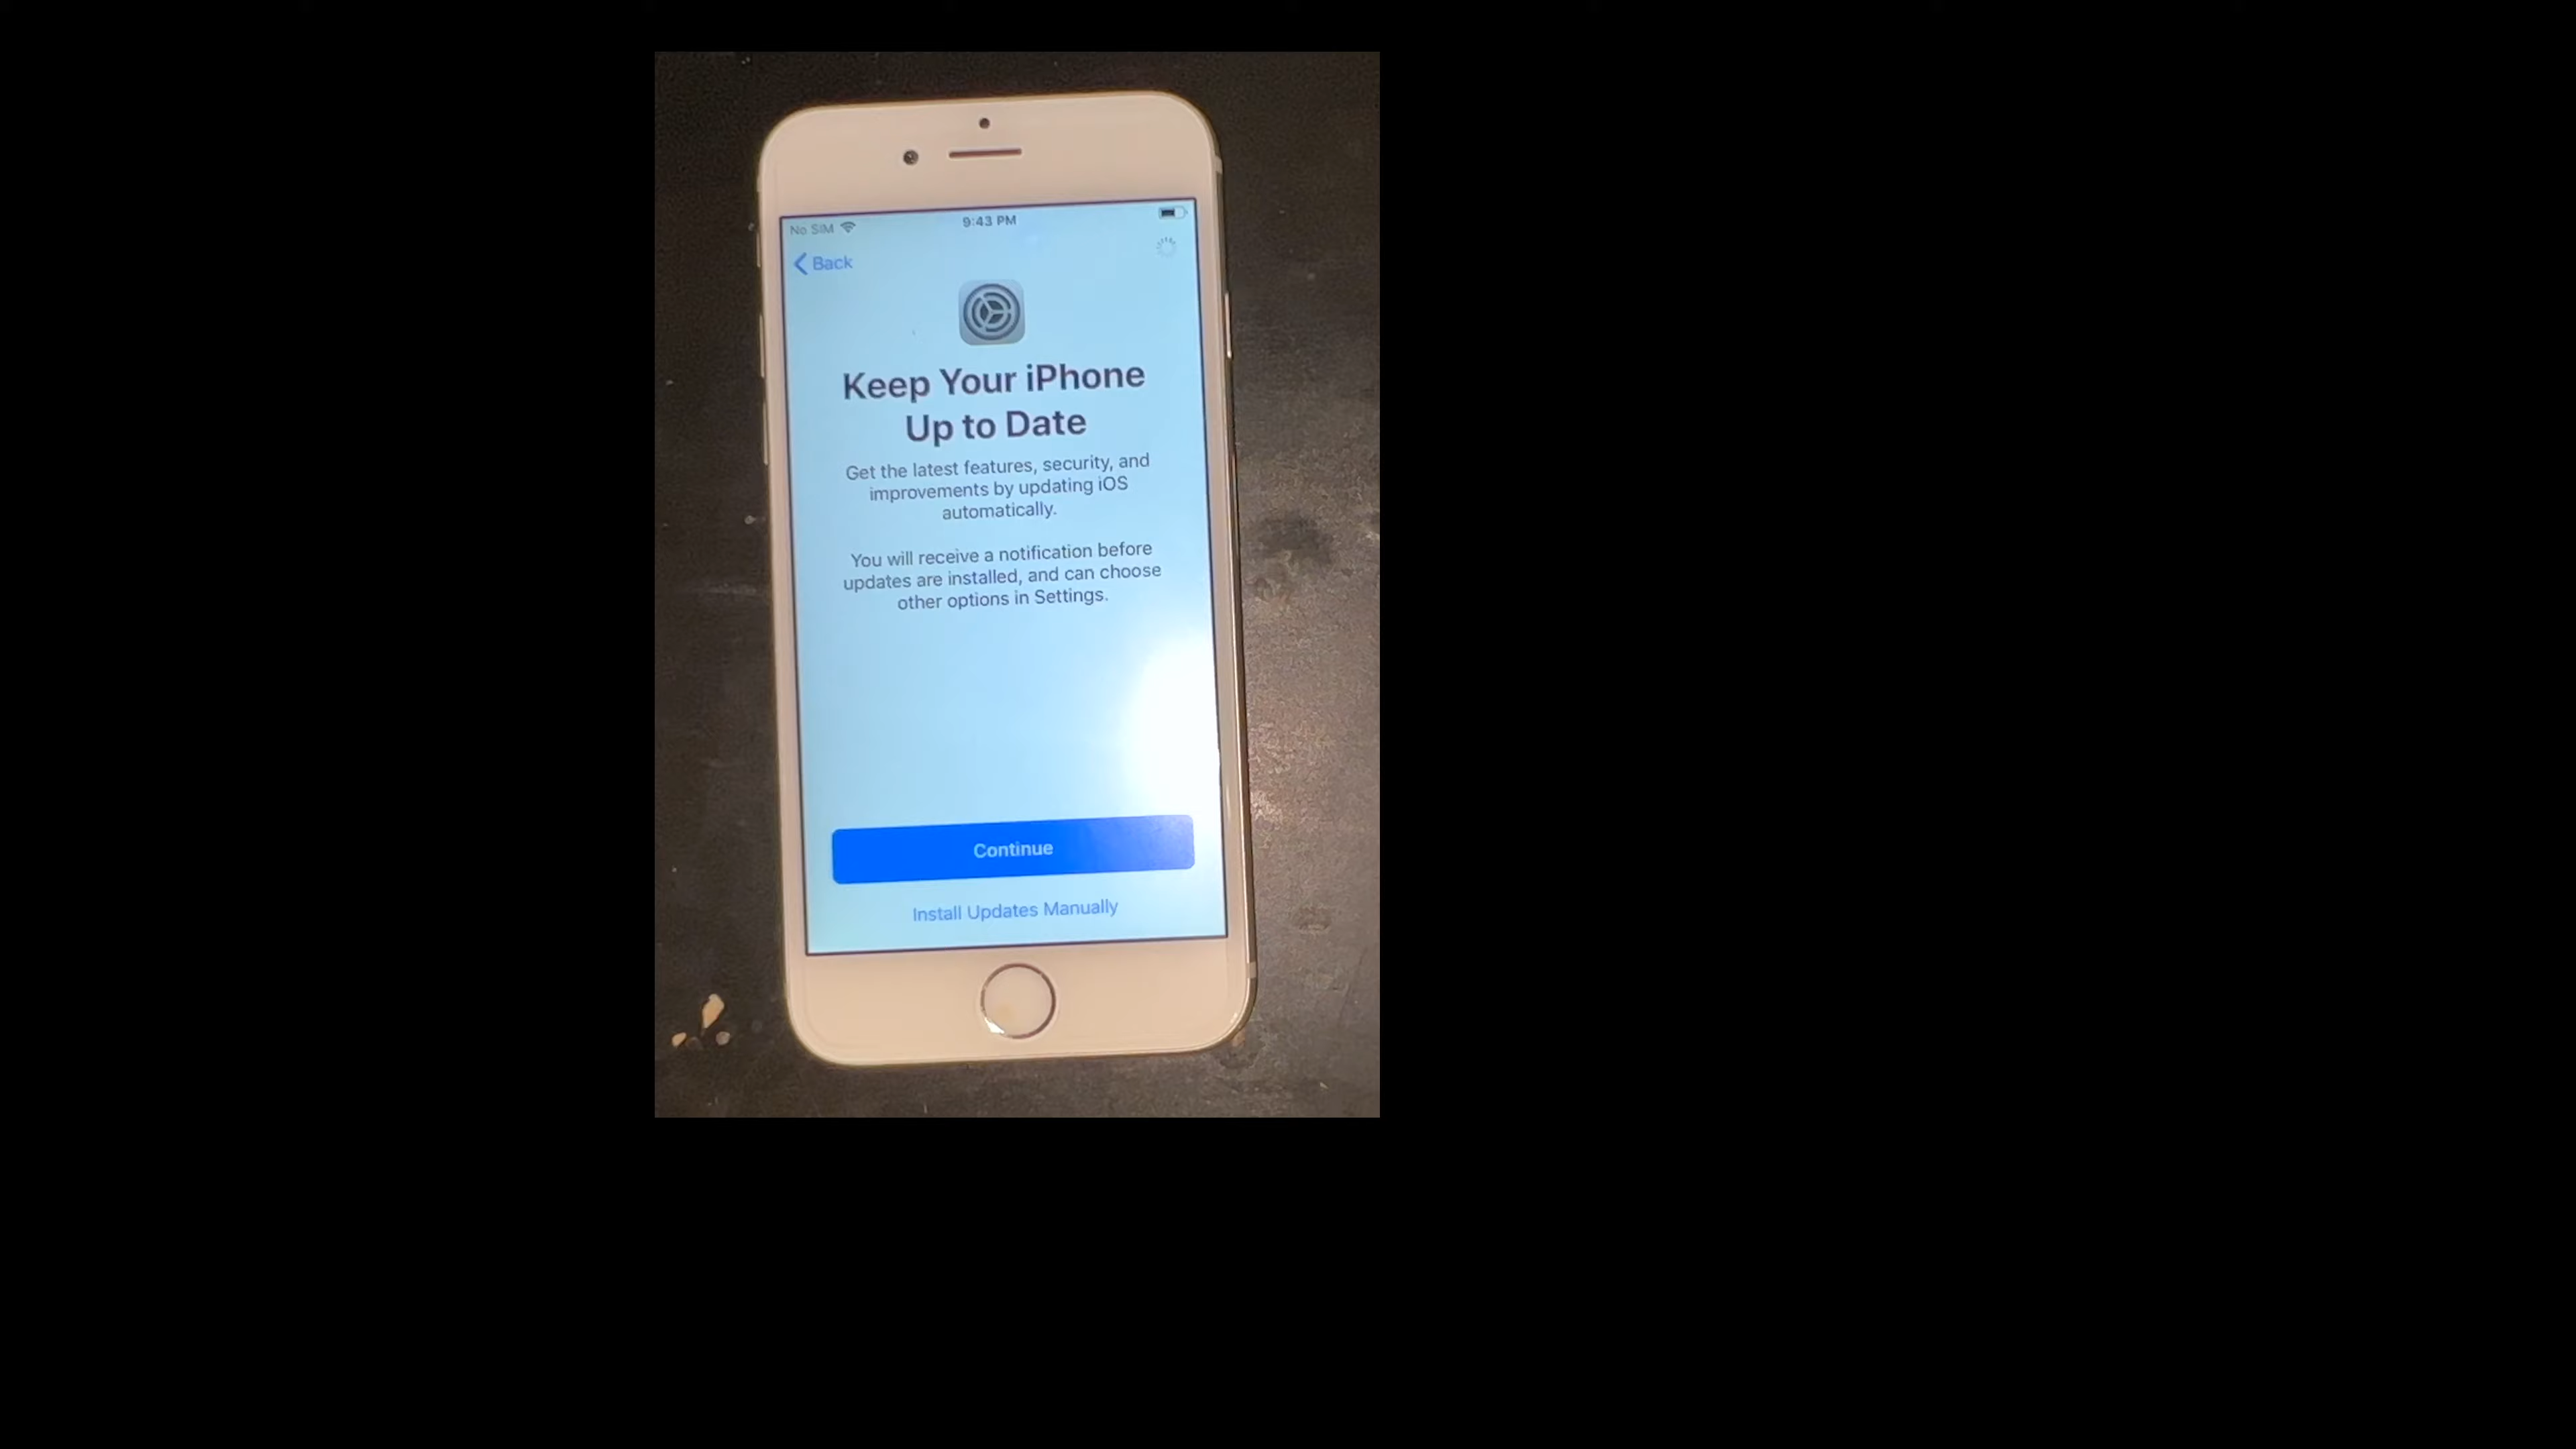 No SIM
9:43 PM
Back
Keep Your iPhone
Up to Date
Get the latest features, security, and
improvements by updating iOS
automatically.
You will receive a notification before
updates are installed, and can choose
other options in Settings.
Continue
Install Updates Manually